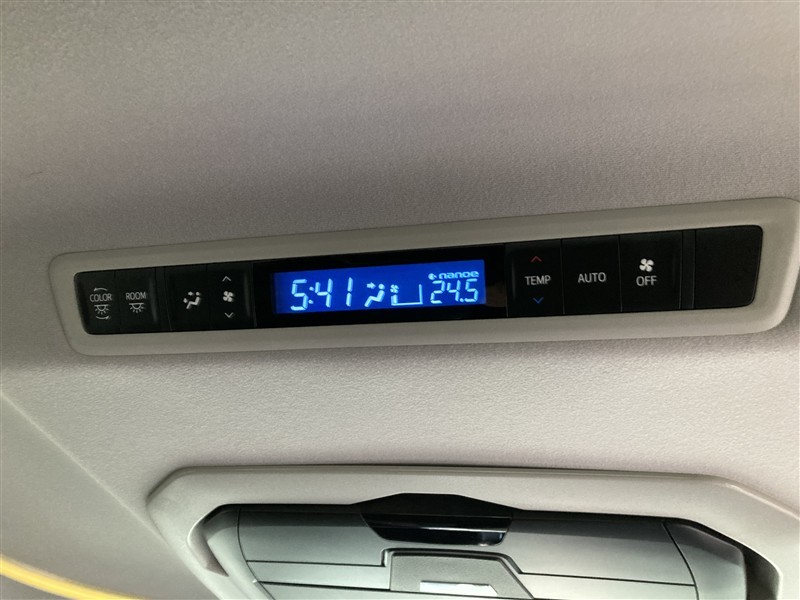 COLOR
ROOM
5:41
nanoe
24.5
TEMP
AUTO
OFF